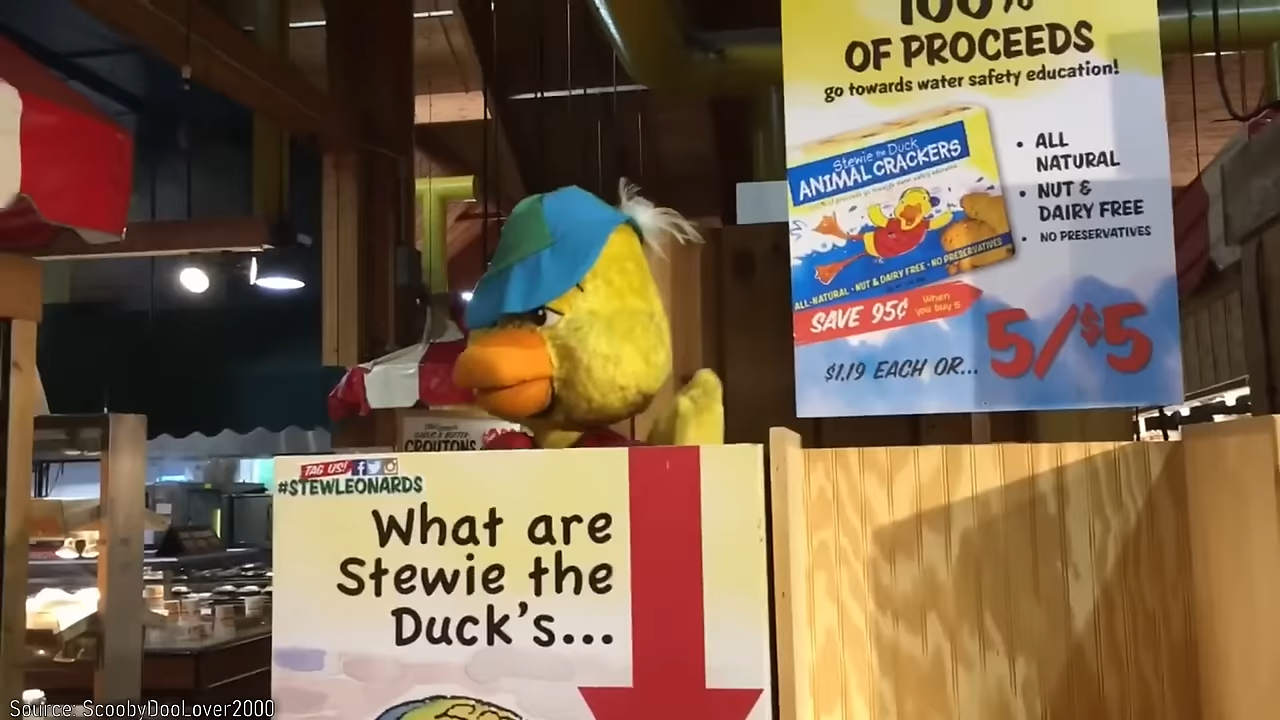 100%
OF PROCEEDS
go towards water safety education!
Stewie the Duck
ANIMAL CRACKERS
ALL-NATURAL • NUT & DAIRY FREE • NO PRESERVATIVES
• ALL
NATURAL
• NUT &
DAIRY FREE
• NO PRESERVATIVES
SAVE 95¢ When
you buy 5
$1.19 EACH OR... 5/$5
CROUTONS
TAG US!
#STEWLEONARDS
What are
Stewie the
Duck's...
Source: ScoobyDooLover2000